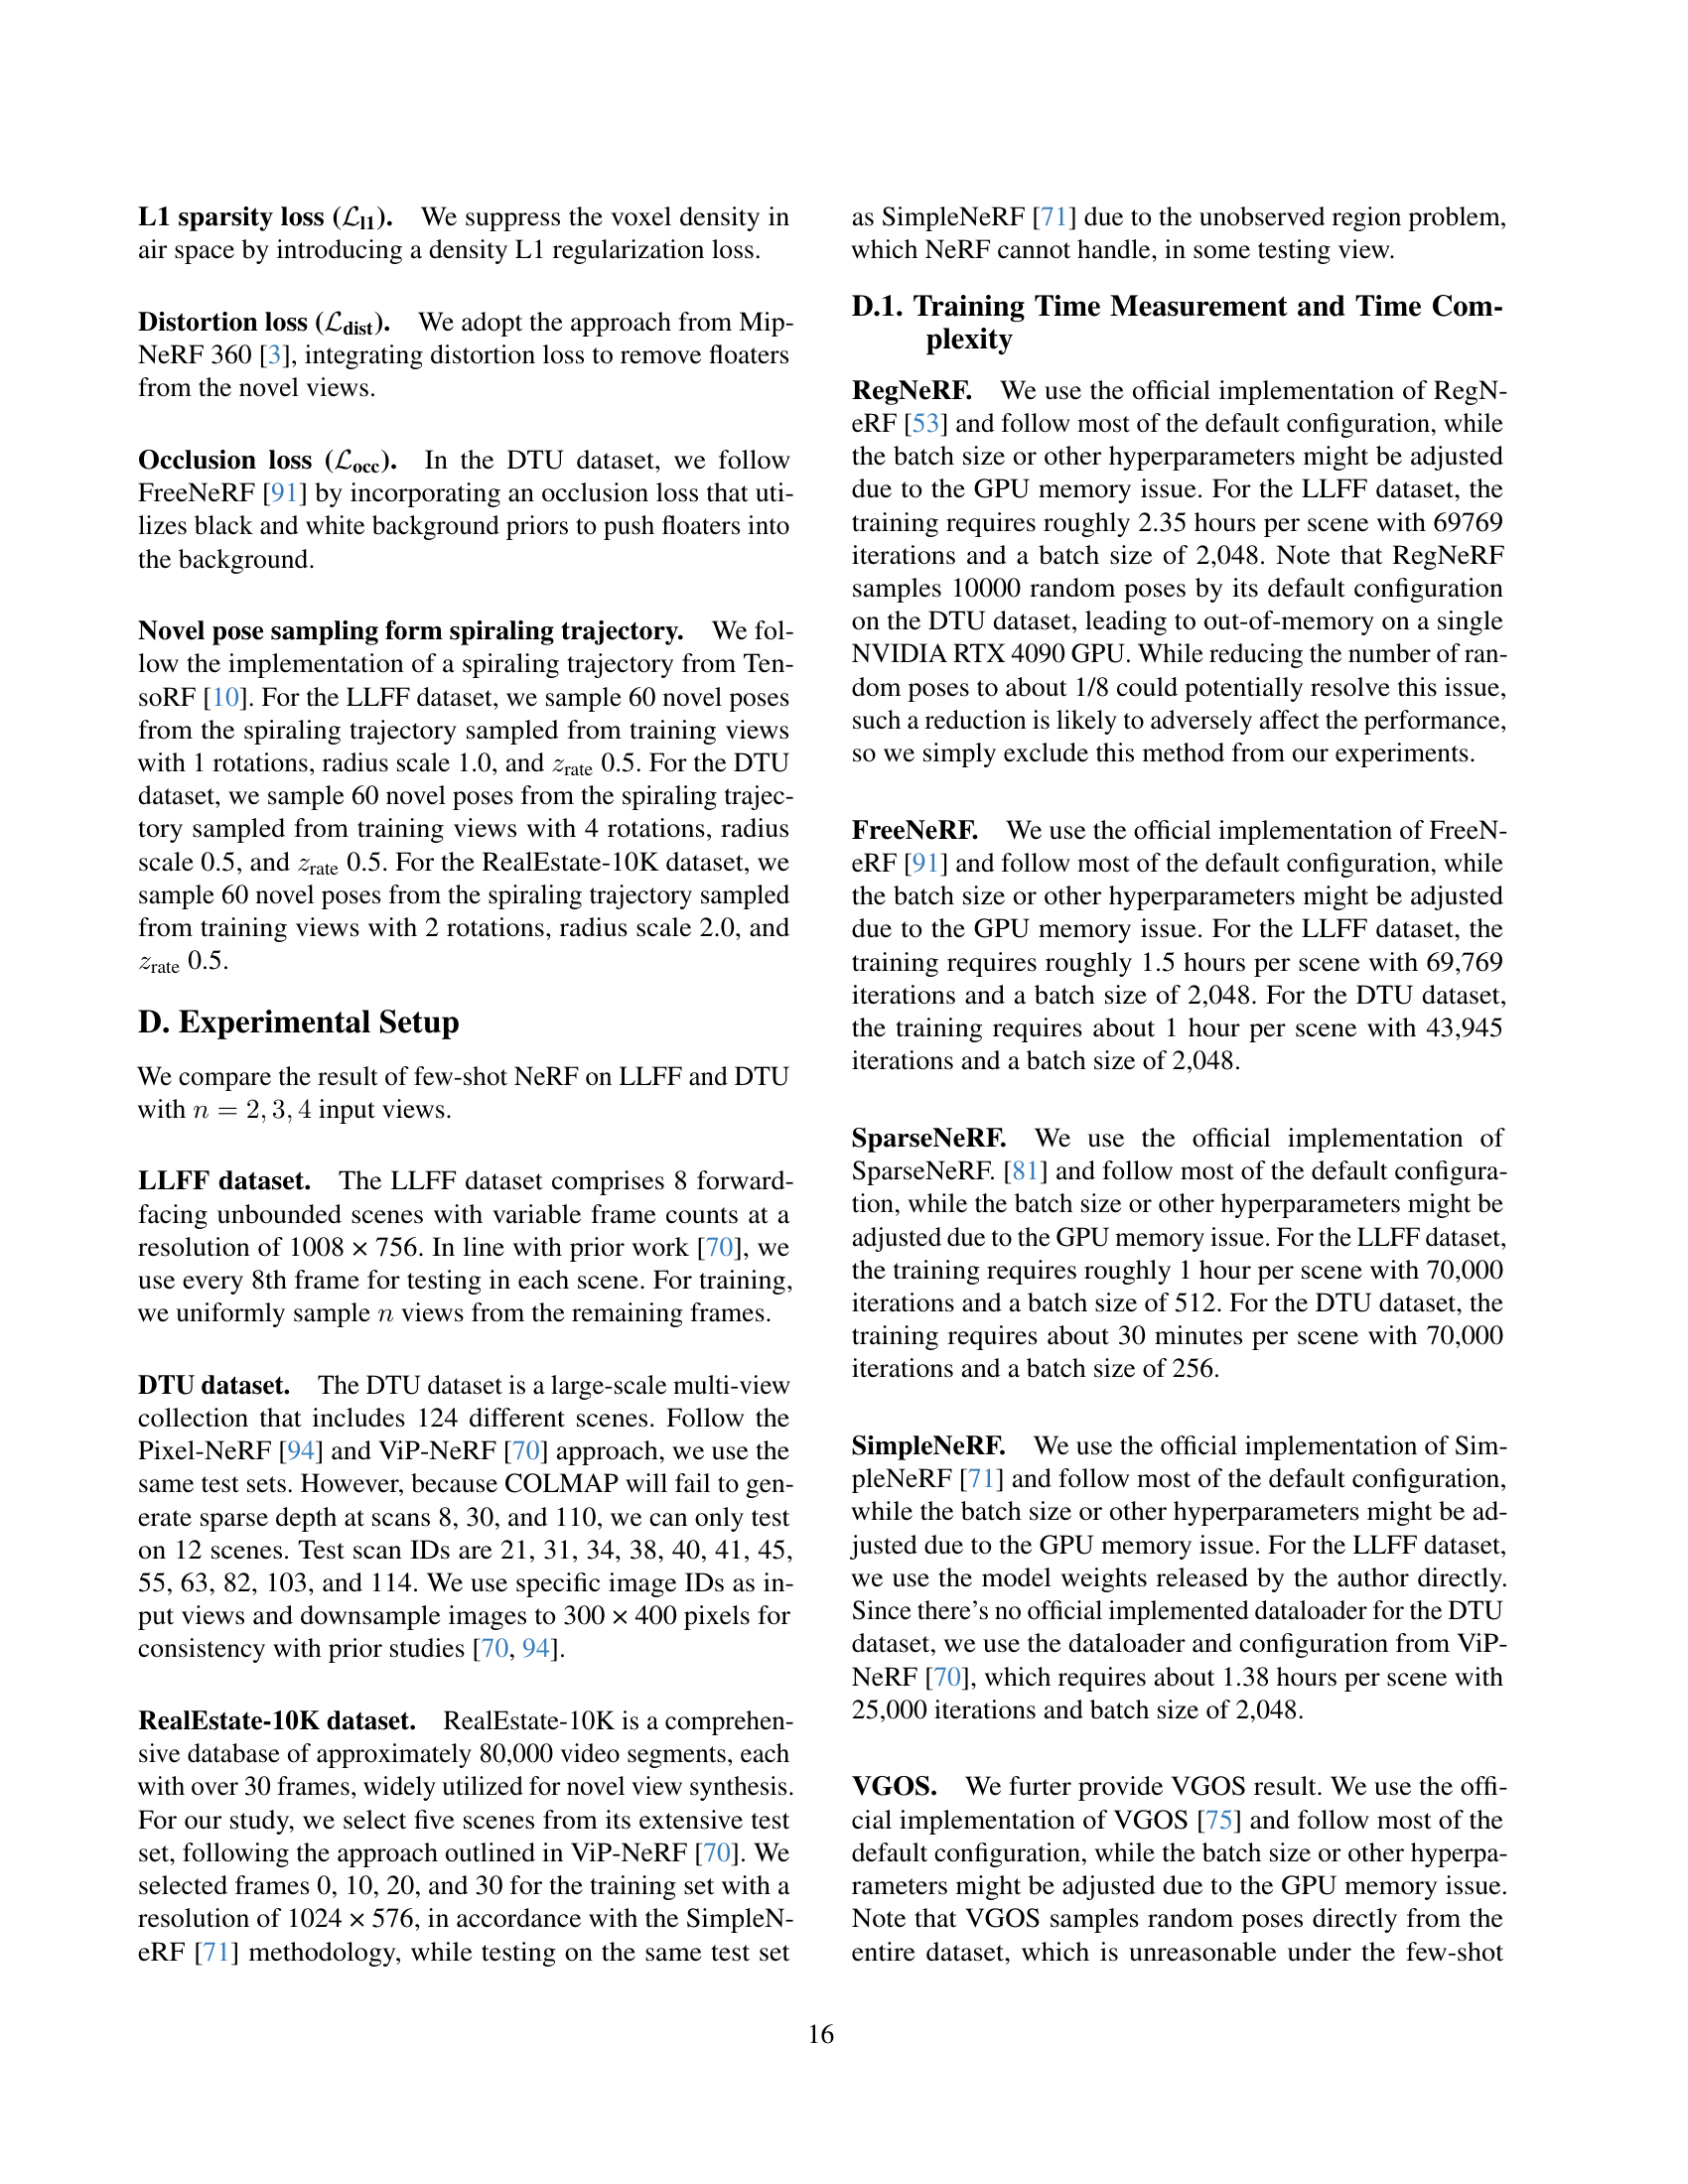 L1 sparsity loss (ℒl1). We suppress the voxel density in
air space by introducing a density L1 regularization loss.
Distortion loss (ℒdist). We adopt the approach from Mip-
NeRF 360 [3], integrating distortion loss to remove floaters
from the novel views.
Occlusion loss (ℒocc). In the DTU dataset, we follow
FreeNeRF [91] by incorporating an occlusion loss that uti-
lizes black and white background priors to push floaters into
the background.
Novel pose sampling form spiraling trajectory. We fol-
low the implementation of a spiraling trajectory from Ten-
soRF [10]. For the LLFF dataset, we sample 60 novel poses
from the spiraling trajectory sampled from training views
with 1 rotations, radius scale 1.0, and zrate 0.5. For the DTU
dataset, we sample 60 novel poses from the spiraling trajec-
tory sampled from training views with 4 rotations, radius
scale 0.5, and zrate 0.5. For the RealEstate-10K dataset, we
sample 60 novel poses from the spiraling trajectory sampled
from training views with 2 rotations, radius scale 2.0, and
zrate 0.5.
D. Experimental Setup
We compare the result of few-shot NeRF on LLFF and DTU
with n = 2, 3, 4 input views.
LLFF dataset. The LLFF dataset comprises 8 forward-
facing unbounded scenes with variable frame counts at a
resolution of 1008 × 756. In line with prior work [70], we
use every 8th frame for testing in each scene. For training,
we uniformly sample n views from the remaining frames.
DTU dataset. The DTU dataset is a large-scale multi-view
collection that includes 124 different scenes. Follow the
Pixel-NeRF [94] and ViP-NeRF [70] approach, we use the
same test sets. However, because COLMAP will fail to gen-
erate sparse depth at scans 8, 30, and 110, we can only test
on 12 scenes. Test scan IDs are 21, 31, 34, 38, 40, 41, 45,
55, 63, 82, 103, and 114. We use specific image IDs as in-
put views and downsample images to 300 × 400 pixels for
consistency with prior studies [70, 94].
RealEstate-10K dataset. RealEstate-10K is a comprehen-
sive database of approximately 80,000 video segments, each
with over 30 frames, widely utilized for novel view synthesis.
For our study, we select five scenes from its extensive test
set, following the approach outlined in ViP-NeRF [70]. We
selected frames 0, 10, 20, and 30 for the training set with a
resolution of 1024 × 576, in accordance with the SimpleN-
eRF [71] methodology, while testing on the same test set
as SimpleNeRF [71] due to the unobserved region problem,
which NeRF cannot handle, in some testing view.
D.1. Training Time Measurement and Time Com-
plexity
RegNeRF. We use the official implementation of RegN-
eRF [53] and follow most of the default configuration, while
the batch size or other hyperparameters might be adjusted
due to the GPU memory issue. For the LLFF dataset, the
training requires roughly 2.35 hours per scene with 69769
iterations and a batch size of 2,048. Note that RegNeRF
samples 10000 random poses by its default configuration
on the DTU dataset, leading to out-of-memory on a single
NVIDIA RTX 4090 GPU. While reducing the number of ran-
dom poses to about 1/8 could potentially resolve this issue,
such a reduction is likely to adversely affect the performance,
so we simply exclude this method from our experiments.
FreeNeRF. We use the official implementation of FreeN-
eRF [91] and follow most of the default configuration, while
the batch size or other hyperparameters might be adjusted
due to the GPU memory issue. For the LLFF dataset, the
training requires roughly 1.5 hours per scene with 69,769
iterations and a batch size of 2,048. For the DTU dataset,
the training requires about 1 hour per scene with 43,945
iterations and a batch size of 2,048.
SparseNeRF. We use the official implementation of
SparseNeRF. [81] and follow most of the default configura-
tion, while the batch size or other hyperparameters might be
adjusted due to the GPU memory issue. For the LLFF dataset,
the training requires roughly 1 hour per scene with 70,000
iterations and a batch size of 512. For the DTU dataset, the
training requires about 30 minutes per scene with 70,000
iterations and a batch size of 256.
SimpleNeRF. We use the official implementation of Sim-
pleNeRF [71] and follow most of the default configuration,
while the batch size or other hyperparameters might be ad-
justed due to the GPU memory issue. For the LLFF dataset,
we use the model weights released by the author directly.
Since there's no official implemented dataloader for the DTU
dataset, we use the dataloader and configuration from ViP-
NeRF [70], which requires about 1.38 hours per scene with
25,000 iterations and batch size of 2,048.
VGOS. We furter provide VGOS result. We use the offi-
cial implementation of VGOS [75] and follow most of the
default configuration, while the batch size or other hyperpa-
rameters might be adjusted due to the GPU memory issue.
Note that VGOS samples random poses directly from the
entire dataset, which is unreasonable under the few-shot
16